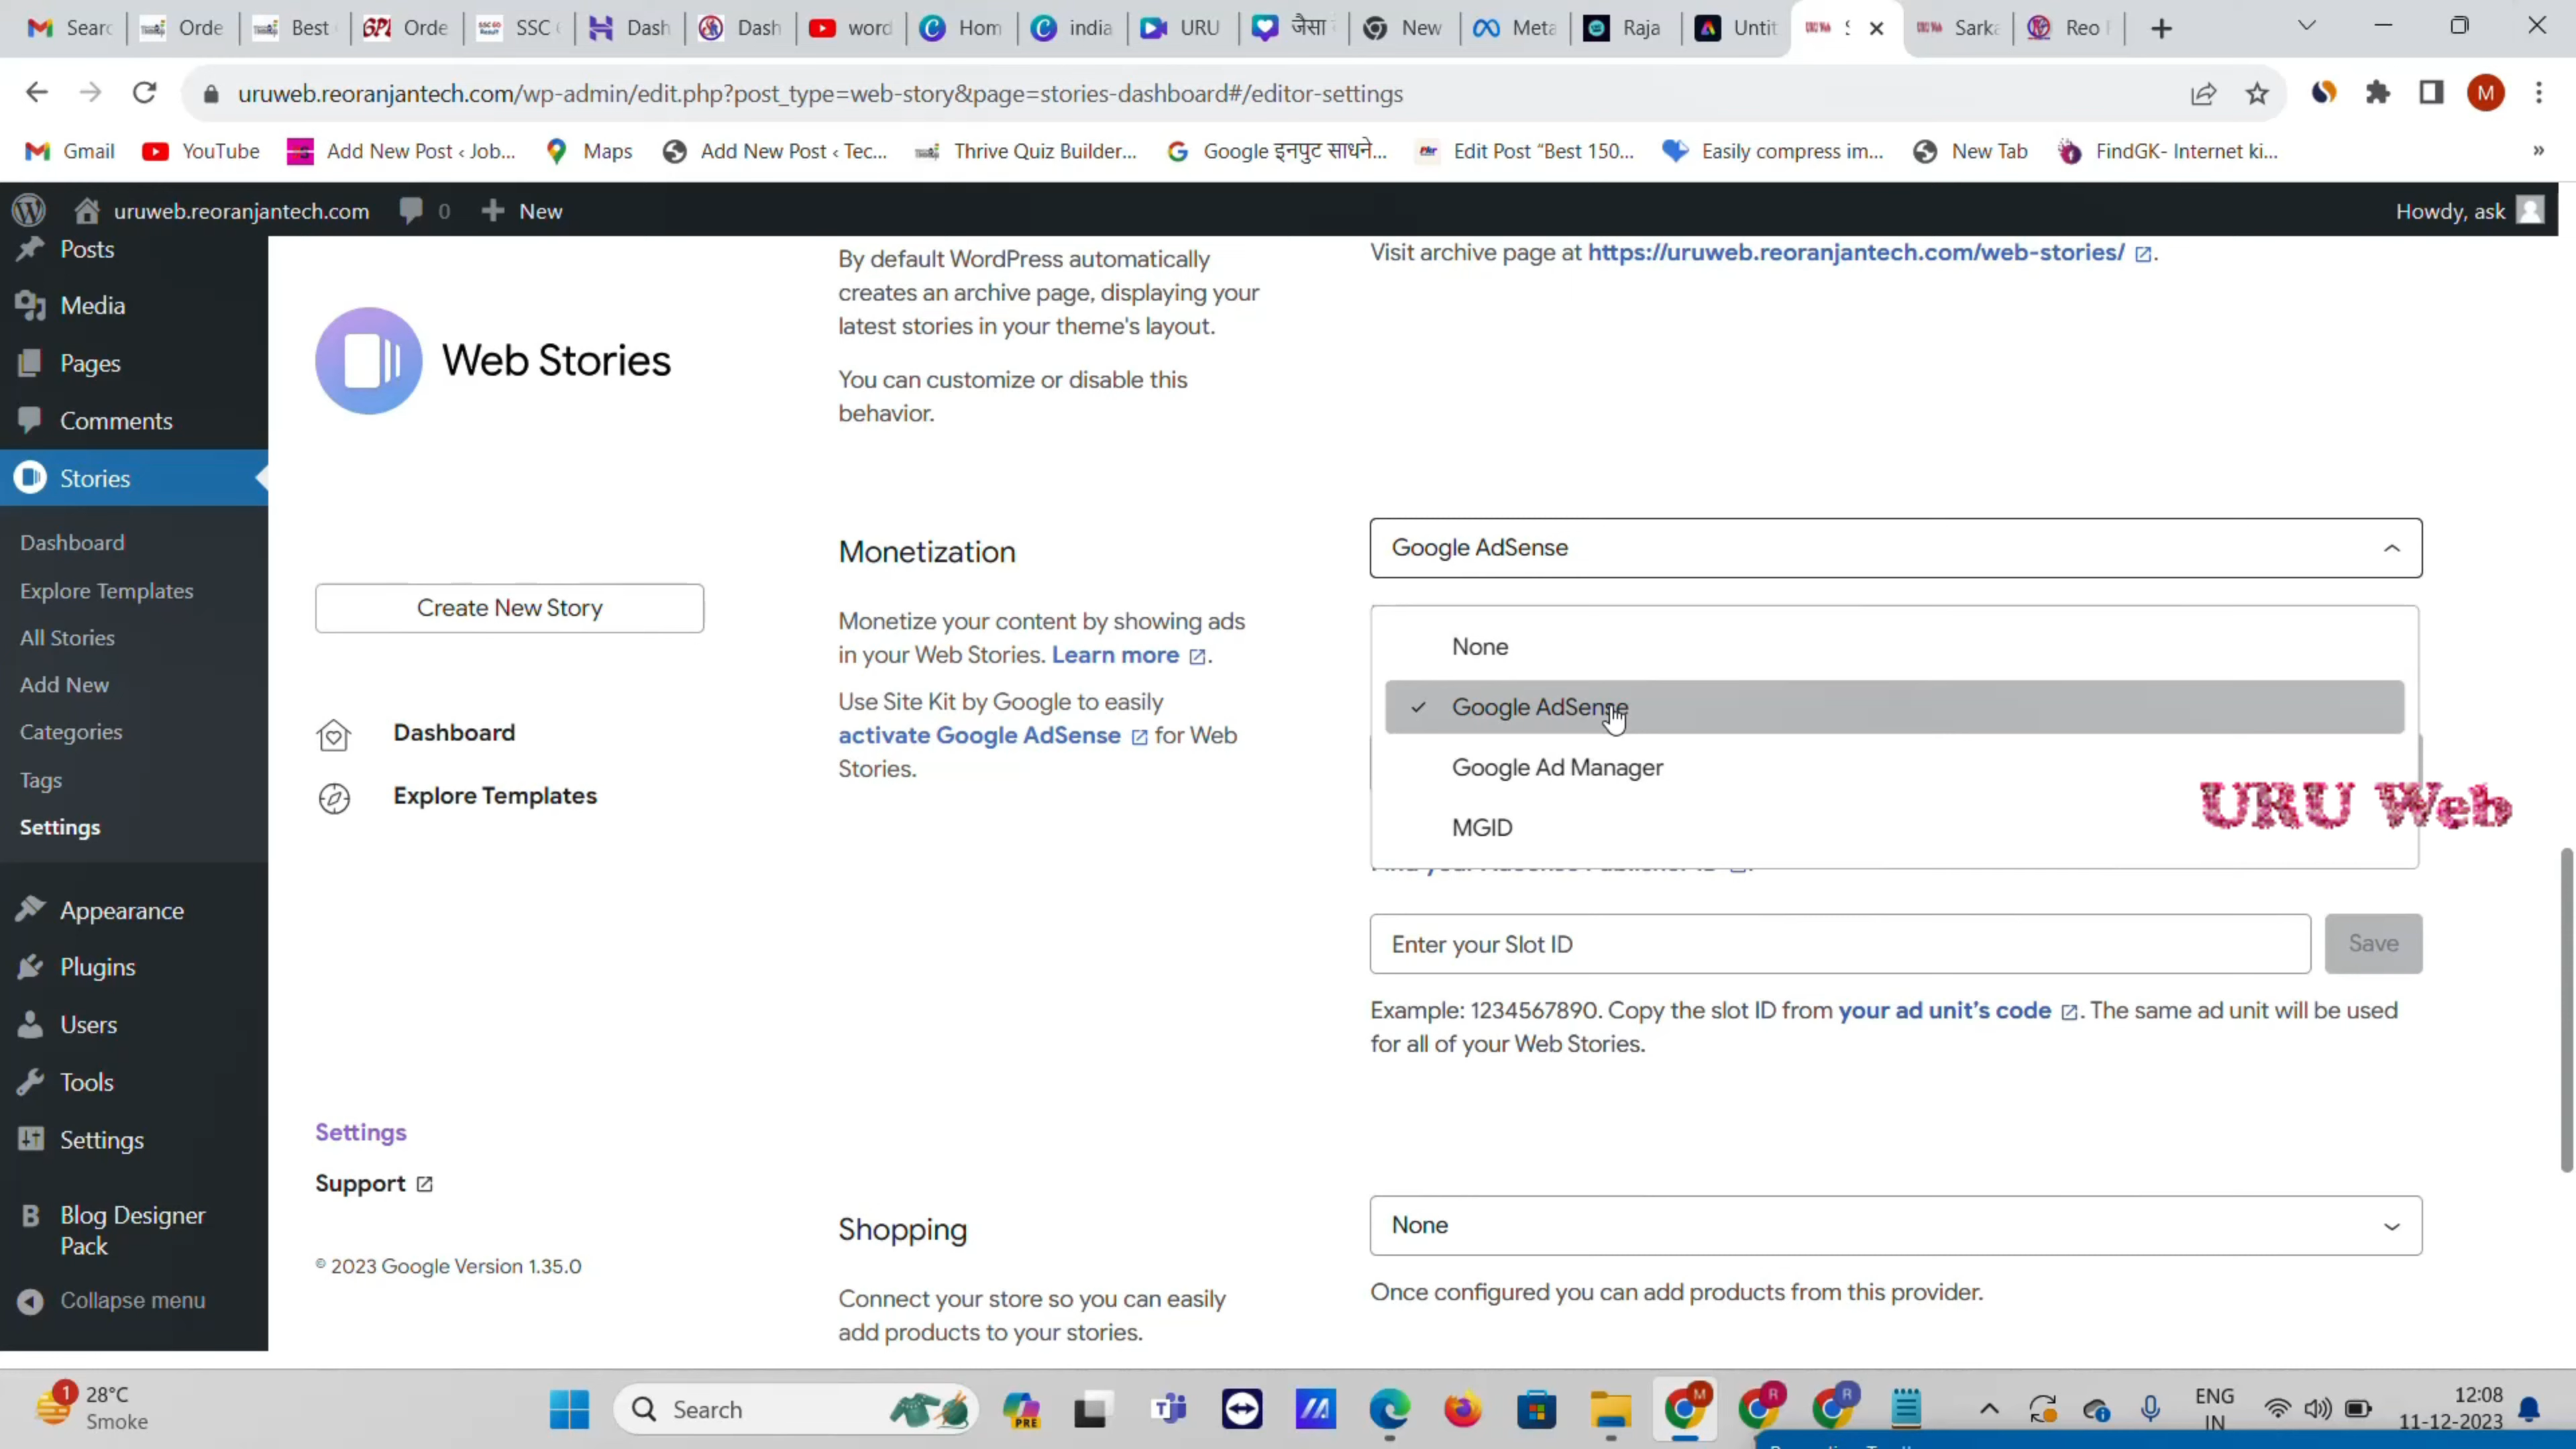 Searc
Orde
Best
Orde
SSC
Dash
Dash
word
Hom
india
URU
जैसा
New
Meta
Raja
Untit
Sarka
Reo
uruweb.reoranjantech.com/wp-admin/edit.php?post_type=web-story&page=stories-dashboard#/editor-settings
M
Gmail
YouTube
Add New Post ‹ Job...
Maps
Add New Post ‹ Tec...
Thrive Quiz Builder...
Google इनपुट साधने...
Edit Post “Best 150...
Easily compress im...
New Tab
FindGK- Internet ki...
»
uruweb.reoranjantech.com
0
New
Howdy, ask
Posts
Media
Pages
Comments
Stories
Dashboard
Explore Templates
All Stories
Add New
Categories
Tags
Settings
Appearance
Plugins
Users
Tools
Settings
Blog Designer
Pack
Collapse menu
Web Stories
Create New Story
Dashboard
Explore Templates
Settings
Support
© 2023 Google Version 1.35.0
By default WordPress automatically
creates an archive page, displaying your
latest stories in your theme's layout.
You can customize or disable this
behavior.
Visit archive page at https://uruweb.reoranjantech.com/web-stories/ .
Monetization
Monetize your content by showing ads
in your Web Stories. Learn more .
Use Site Kit by Google to easily
activate Google AdSense for Web
Stories.
Google AdSense
None
Google AdSense
Google Ad Manager
MGID
URU Web
Enter your Slot ID
Save
Example: 1234567890. Copy the slot ID from your ad unit's code . The same ad unit will be used
for all of your Web Stories.
Shopping
Connect your store so you can easily
add products to your stories.
None
Once configured you can add products from this provider.
1
28°C
Smoke
Search
PRE
M
R
R
ENG
IN
12:08
11-12-2023